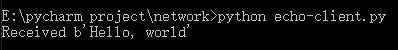 E:\pycharm project\network>python echo-client.py
Received b'Hello, world'